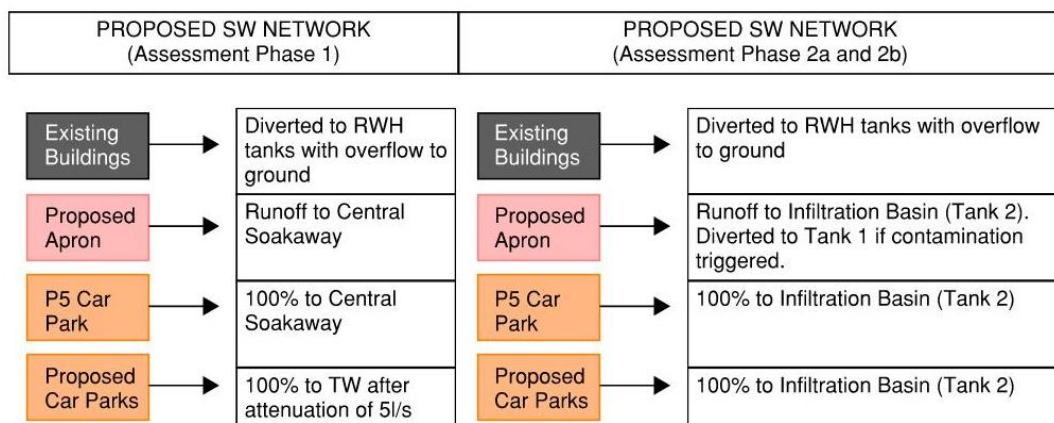 PROPOSED SW NETWORK
(Assessment Phase 1)
PROPOSED SW NETWORK
(Assessment Phase 2a and 2b)
Existing
Buildings
Diverted to RWH
tanks with overflow to
ground
Existing
Buildings
Diverted to RWH tanks with overflow
to ground
Proposed
Apron
Runoff to Central
Soakaway
Proposed
Apron
Runoff to Infiltration Basin (Tank 2).
Diverted to Tank 1 if contamination
triggered.
P5 Car
Park
100% to Central
Soakaway
P5 Car
Park
100% to Infiltration Basin (Tank 2)
Proposed
Car Parks
100% to TW after
attenuation of 5l/s
Proposed
Car Parks
100% to Infiltration Basin (Tank 2)